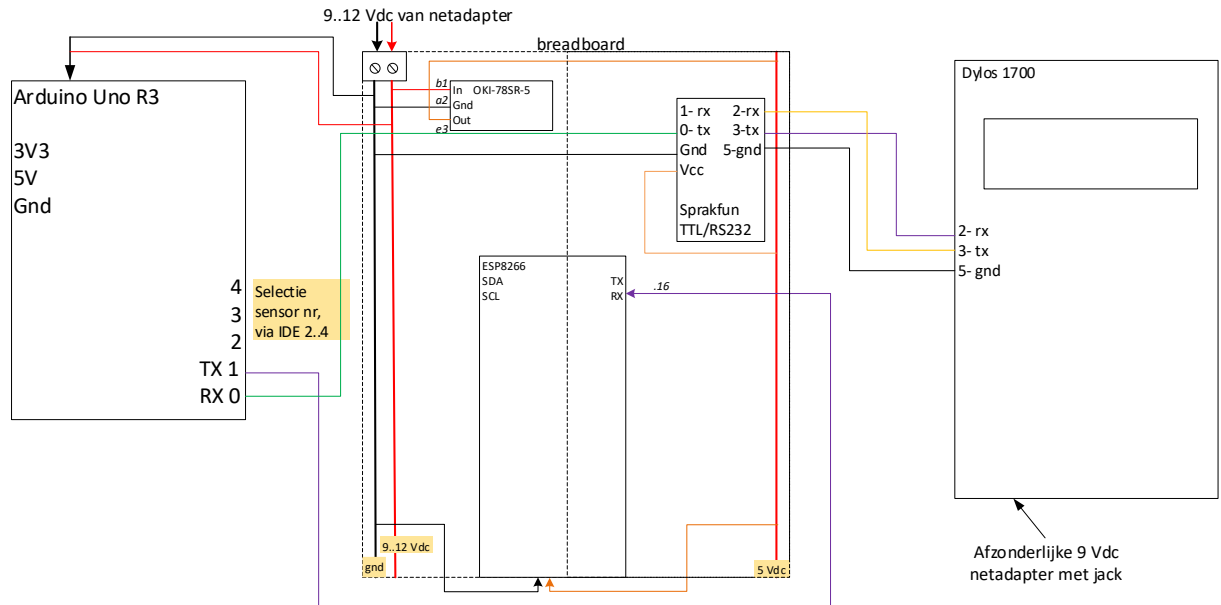 9..12 Vdc van netadapter
breadboard
Arduino Uno R3
3V3
5V
Gnd
4
3
2
TX 1
RX 0
Selectie
sensor nr,
via IDE 2..4
b1
a2
e3
In OKI-78SR-5
Gnd
Out
1- rx 2-rx
0- tx 3-tx
Gnd 5-gnd
Vcc
Sprakfun
TTL/RS232
ESP8266
SDA TX
SCL RX
.16
9..12 Vdc
gnd
5 Vdc
Dylos 1700
2- rx
3- tx
5- gnd
Afzonderlijke 9 Vdc
netadapter met jack